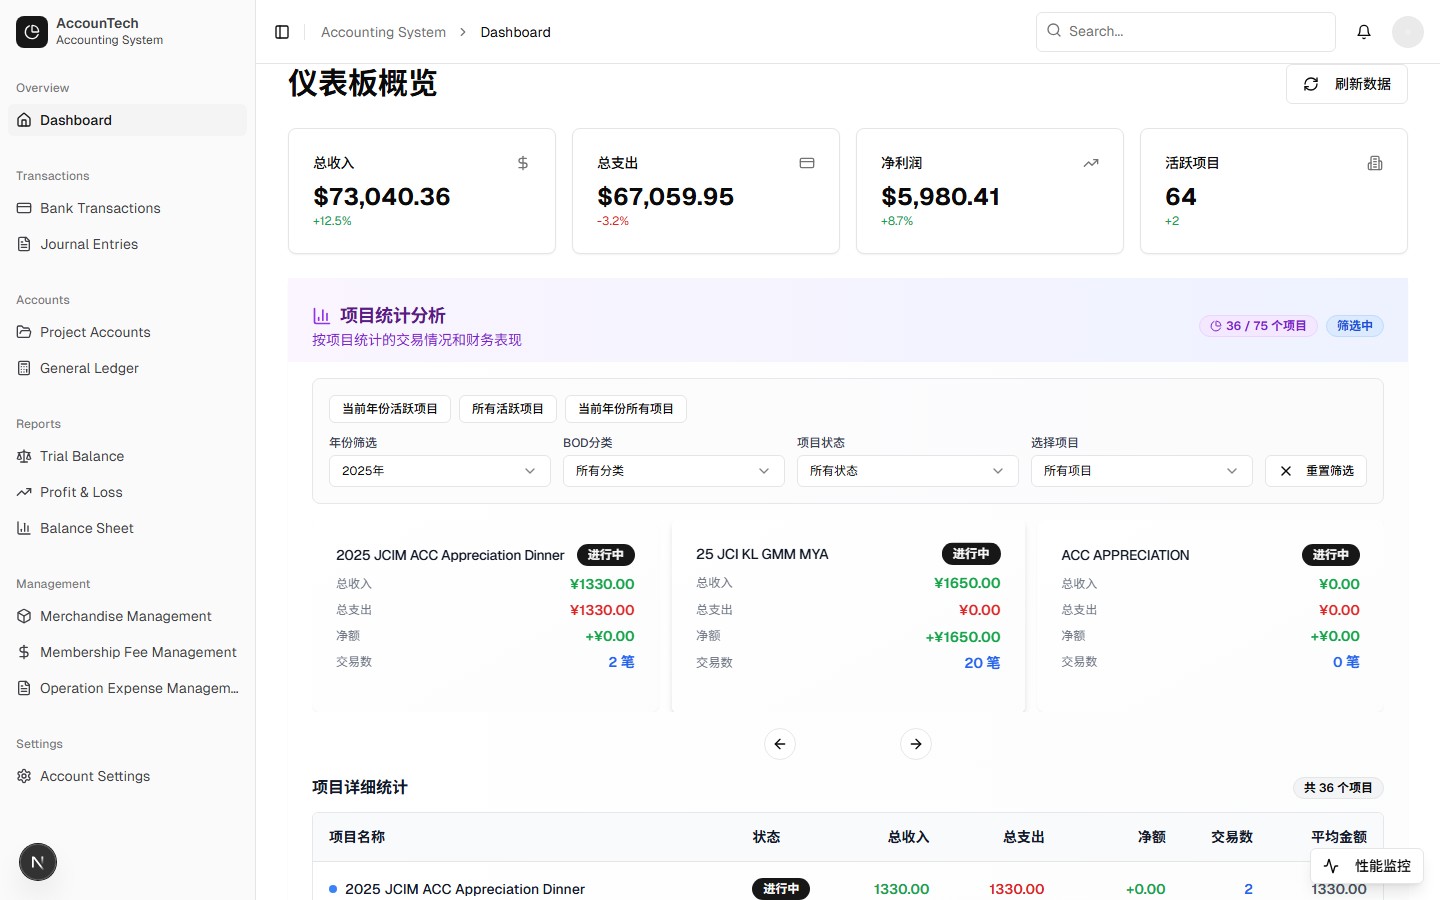 AccounTech
Accounting System
Overview
Dashboard
Transactions
Bank Transactions
Journal Entries
Accounts
Project Accounts
General Ledger
Reports
Trial Balance
Profit & Loss
Balance Sheet
Management
Merchandise Management
Membership Fee Management
Operation Expense Managem...
Settings
Account Settings
N
Accounting System > Dashboard
Search...
仪表板概览
刷新数据
总收入
$73,040.36
+12.5%
总支出
$67,059.95
-3.2%
净利润
$5,980.41
+8.7%
活跃项目
64
+2
项目统计分析
按项目统计的交易情况和财务表现
36 / 75 个项目
筛选中
当前年份活跃项目 所有活跃项目 当前年份所有项目
年份筛选 BOD分类 项目状态 选择项目
2025年 所有分类 所有状态 所有项目 重置筛选
2025 JCIM ACC Appreciation Dinner 进行中
总收入 ¥1330.00
总支出 ¥1330.00
净额 +¥0.00
交易数 2 笔
25 JCI KL GMM MYA 进行中
总收入 ¥1650.00
总支出 ¥0.00
净额 +¥1650.00
交易数 20 笔
ACC APPRECIATION 进行中
总收入 ¥0.00
总支出 ¥0.00
净额 +¥0.00
交易数 0 笔
项目详细统计 共 36 个项目
项目名称 状态 总收入 总支出 净额 交易数 平均金额
2025 JCIM ACC Appreciation Dinner 进行中 1330.00 1330.00 +0.00 2 1330.00
性能监控